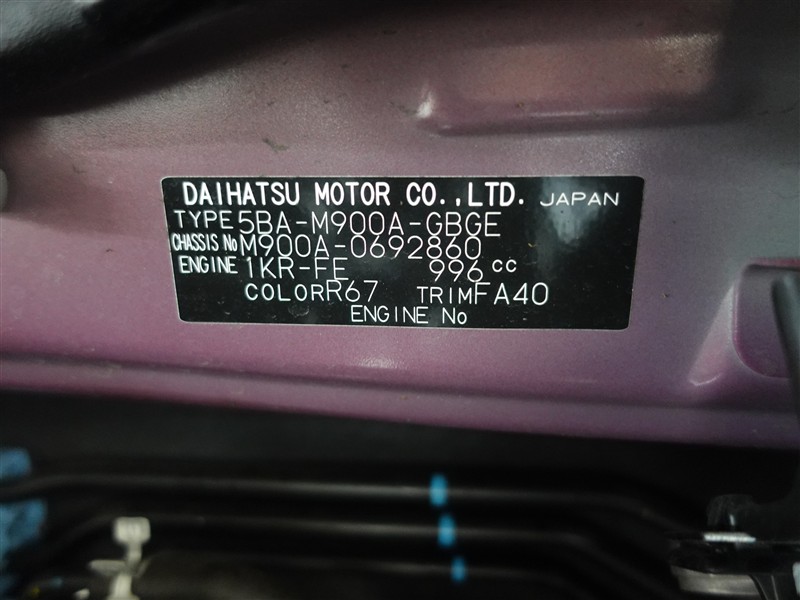 DAIHATSU MOTOR CO.,LTD. JAPAN
TYPE 5BA-M900A-GBGE
CHASSIS No M900A-0692860
ENGINE 1KR-FE 996 cc
COLOR R67 TRIM FA40
ENGINE No